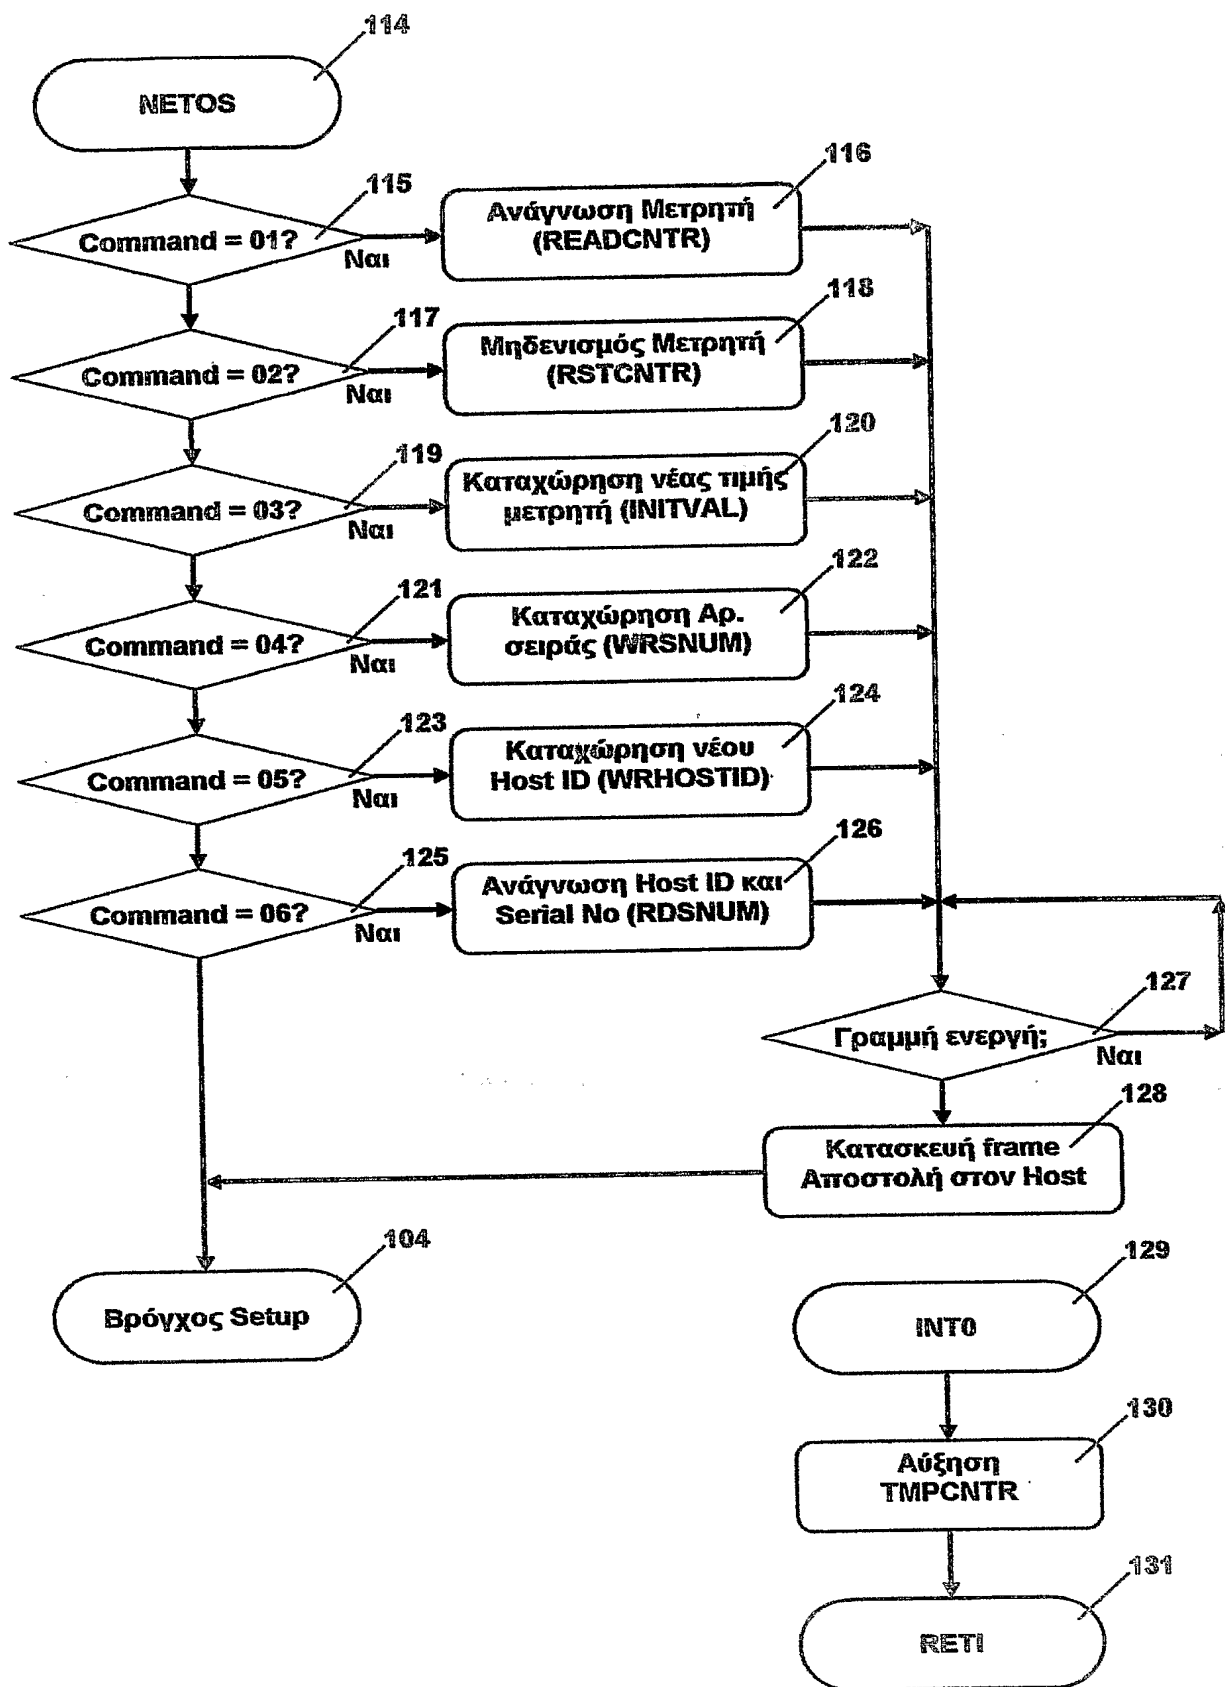 114
NETOS
115
Command = 01?
Ναι
116
Ανάγνωση Μετρητή
(READCNTR)
117
Command = 02?
Ναι
118
Μηδενισμός Μετρητή
(RSTCNTR)
119
Command = 03?
Ναι
120
Καταχώρηση νέας τιμής
μετρητή (INITVAL)
121
Command = 04?
Ναι
122
Καταχώρηση Αρ.
σειράς (WRSNUM)
123
Command = 05?
Ναι
124
Καταχώρηση νέου
Host ID (WRHOSTID)
125
Command = 06?
Ναι
126
Ανάγνωση Host ID και
Serial No (RDSNUM)
127
Γραμμή ενεργή;
Ναι
128
Κατασκευή frame
Αποστολή στον Host
104
Βρόγχος Setup
129
INT0
130
Αύξηση
TMPCNTR
131
RETI